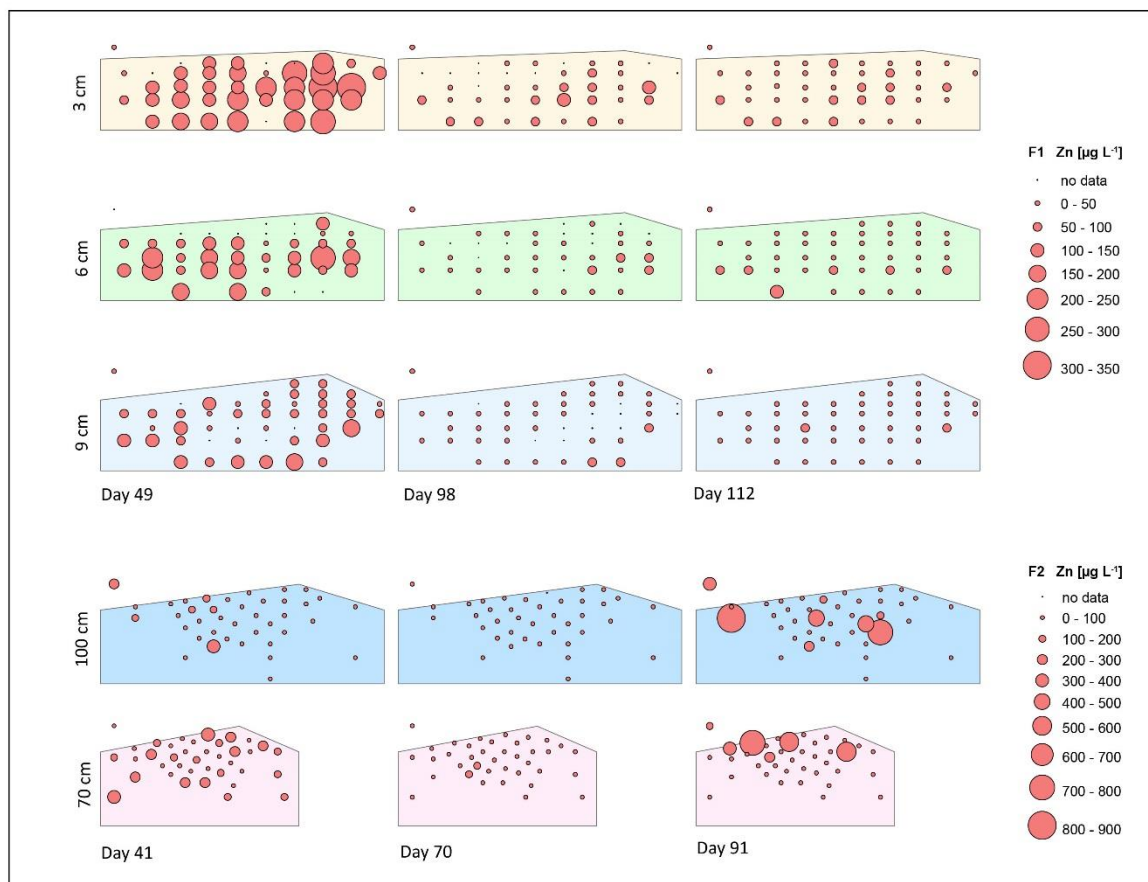 3 cm
6 cm
9 cm
Day 49
Day 98
Day 112
F1 Zn [µg L⁻¹]
no data
0 - 50
50 - 100
100 - 150
150 - 200
200 - 250
250 - 300
300 - 350
100 cm
70 cm
Day 41
Day 70
Day 91
F2 Zn [µg L⁻¹]
no data
0 - 100
100 - 200
200 - 300
300 - 400
400 - 500
500 - 600
600 - 700
700 - 800
800 - 900